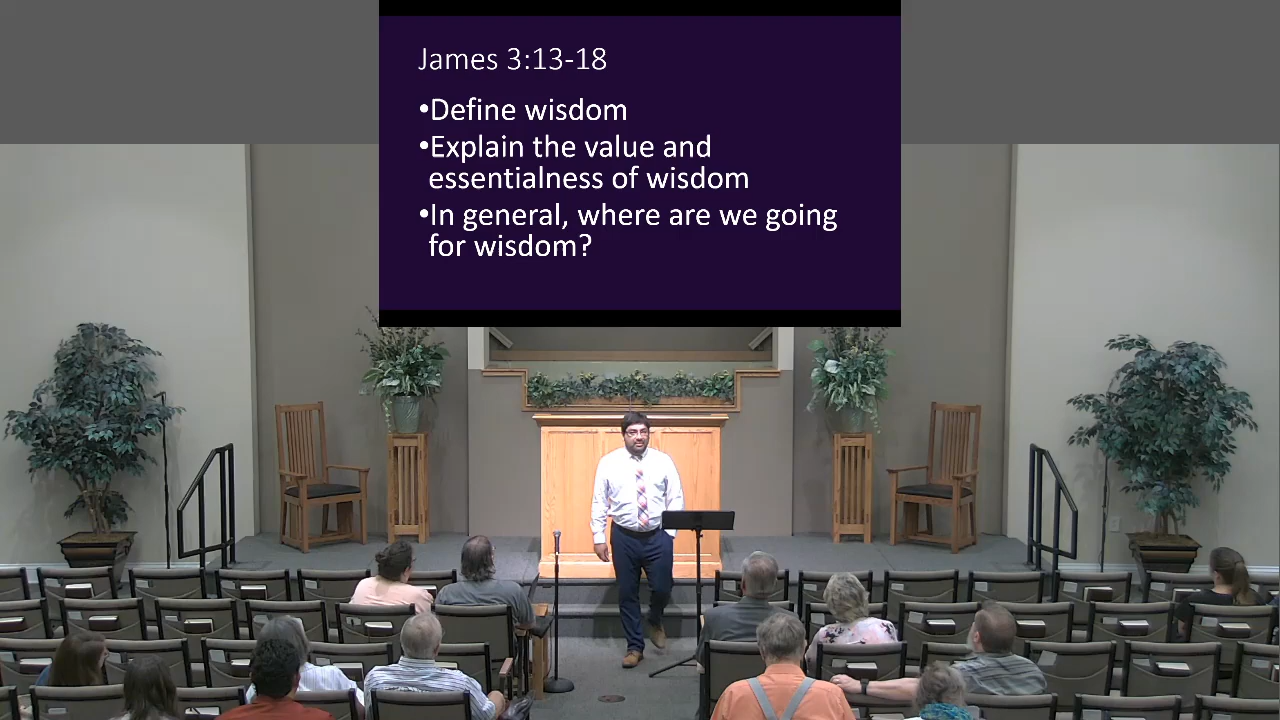 James 3:13-18
•Define wisdom
•Explain the value and
essentialness of wisdom
•In general, where are we going
for wisdom?